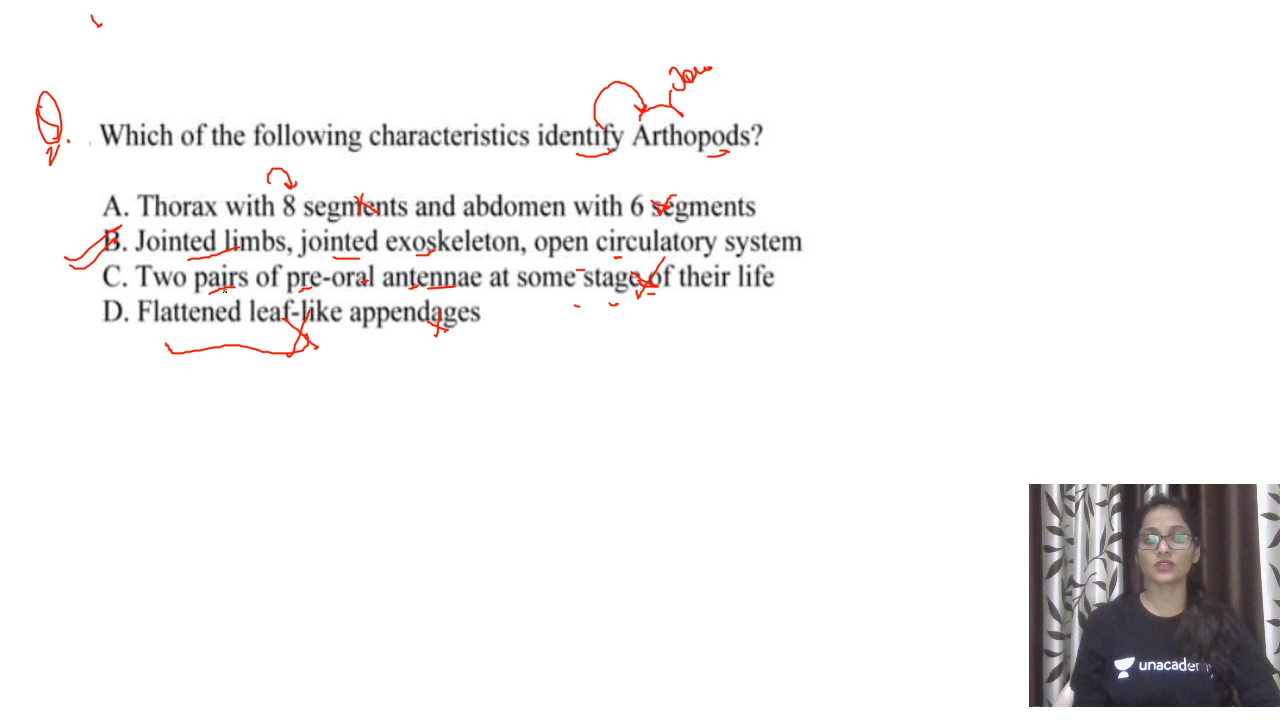 Q.
Which of the following characteristics identify Arthopods?
A. Thorax with 8 segments and abdomen with 6 segments
B. Jointed limbs, jointed exoskeleton, open circulatory system
C. Two pairs of pre-oral antennae at some stage of their life
D. Flattened leaf-like appendages